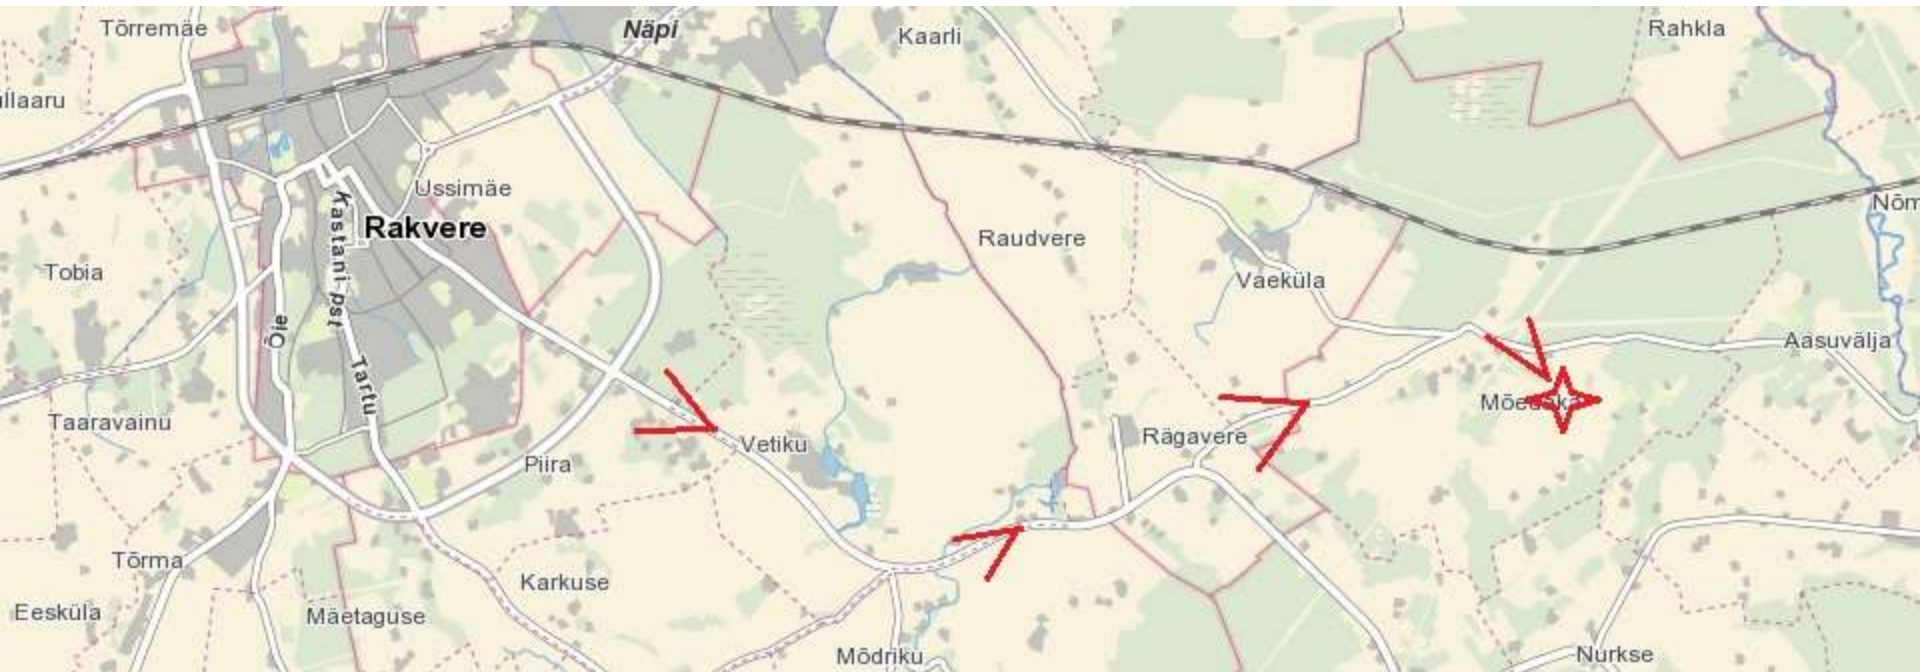 Tõrremäe
Näpi
Kaarli
Rahkla
llaaru
Ussimäe
Kastani pst
Rakvere
Nõm
Raudvere
Tobia
Vaeküla
Õie
Aasuvälja
Tartu
Taaravainu
Vetiku
Rägavere
Piira
Tõrma
Karkuse
Eesküla
Mäetaguse
Mõdriku
Nurkse